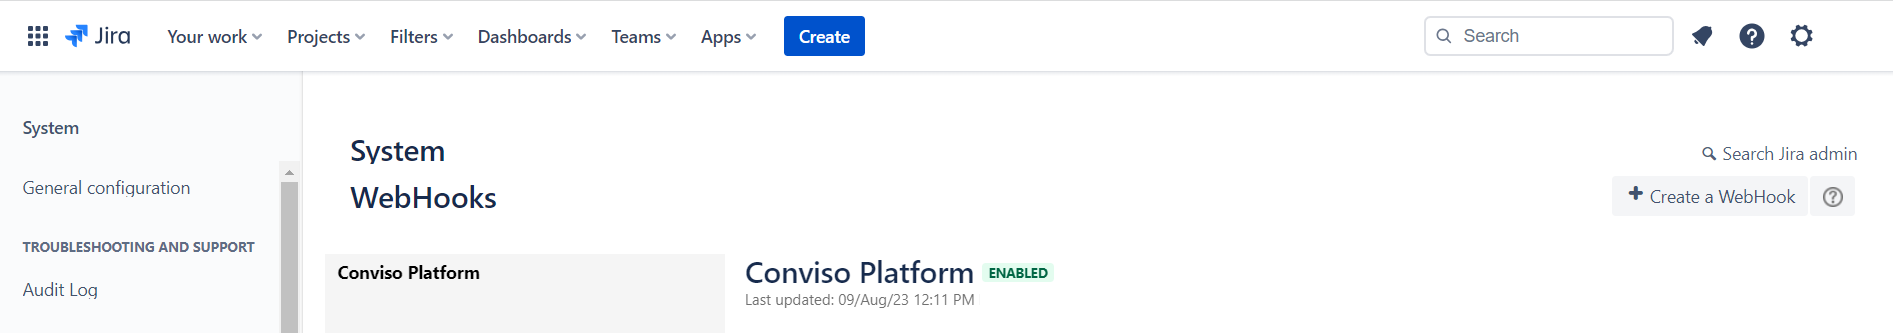 Jira Your work Projects Filters Dashboards Teams Apps Create Search
System
General configuration
TROUBLESHOOTING AND SUPPORT
Audit Log
System
Search Jira admin
WebHooks
Create a WebHook
Conviso Platform
Conviso Platform ENABLED
Last updated: 09/Aug/23 12:11 PM